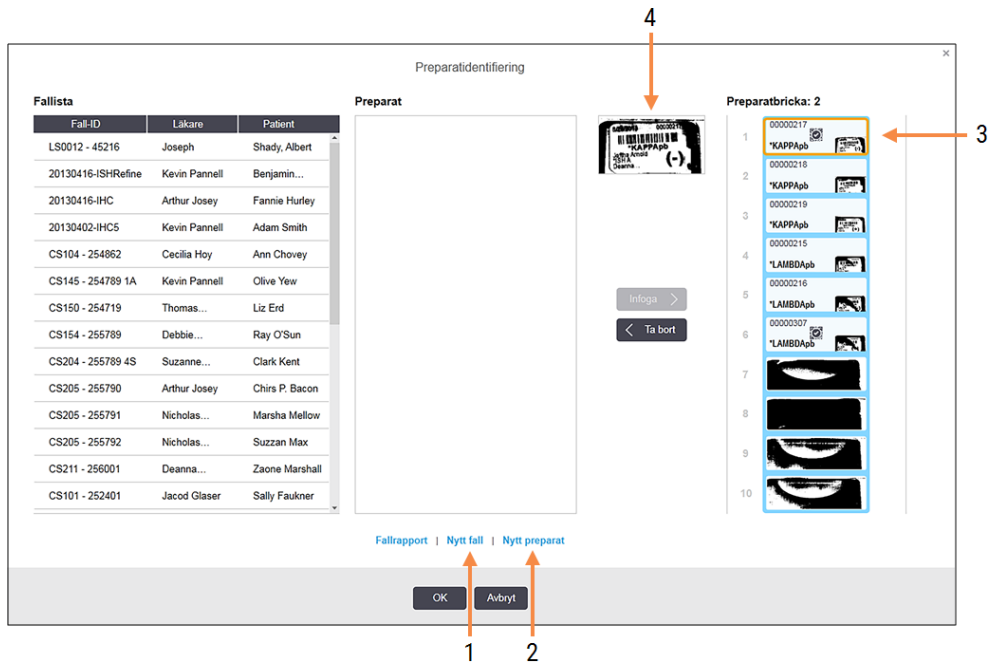 4
Preparatidentifiering
×
Fallista
Preparat
Preparatbricka: 2
Fall-ID Läkare Patient
LS0012 - 45216 Joseph Shady, Albert
20130416-ISHRefine Kevin Pannell Benjamin...
20130416-IHC Arthur Josey Fannie Hurley
20130402-IHC5 Kevin Pannell Adam Smith
CS104 - 254862 Cecilia Hoy Ann Chovey
CS145 - 254789 1A Kevin Pannell Olive Yew
CS150 - 254719 Thomas... Liz Erd
CS154 - 255789 Debbie... Ray O'Sun
CS204 - 255789 4S Suzanne... Clark Kent
CS205 - 255790 Arthur Josey Chirs P. Bacon
CS205 - 255791 Nicholas... Marsha Mellow
CS205 - 255792 Nicholas... Suzzan Max
CS211 - 256001 Deanna... Zaone Marshall
CS101 - 252401 Jacod Glaser Sally Faukner
*KAPPApb
(-)
ISH A
Deanna...
Infoga >
< Ta bort
1 00000217
*KAPPApb
3
2 00000218
*KAPPApb
3 00000219
*KAPPApb
4 00000215
*LAMBDApb
5 00000216
*LAMBDApb
6 00000307
*LAMBDApb
7
8
9
10
Fallrapport | Nytt fall | Nytt preparat
OK Avbryt
1 2